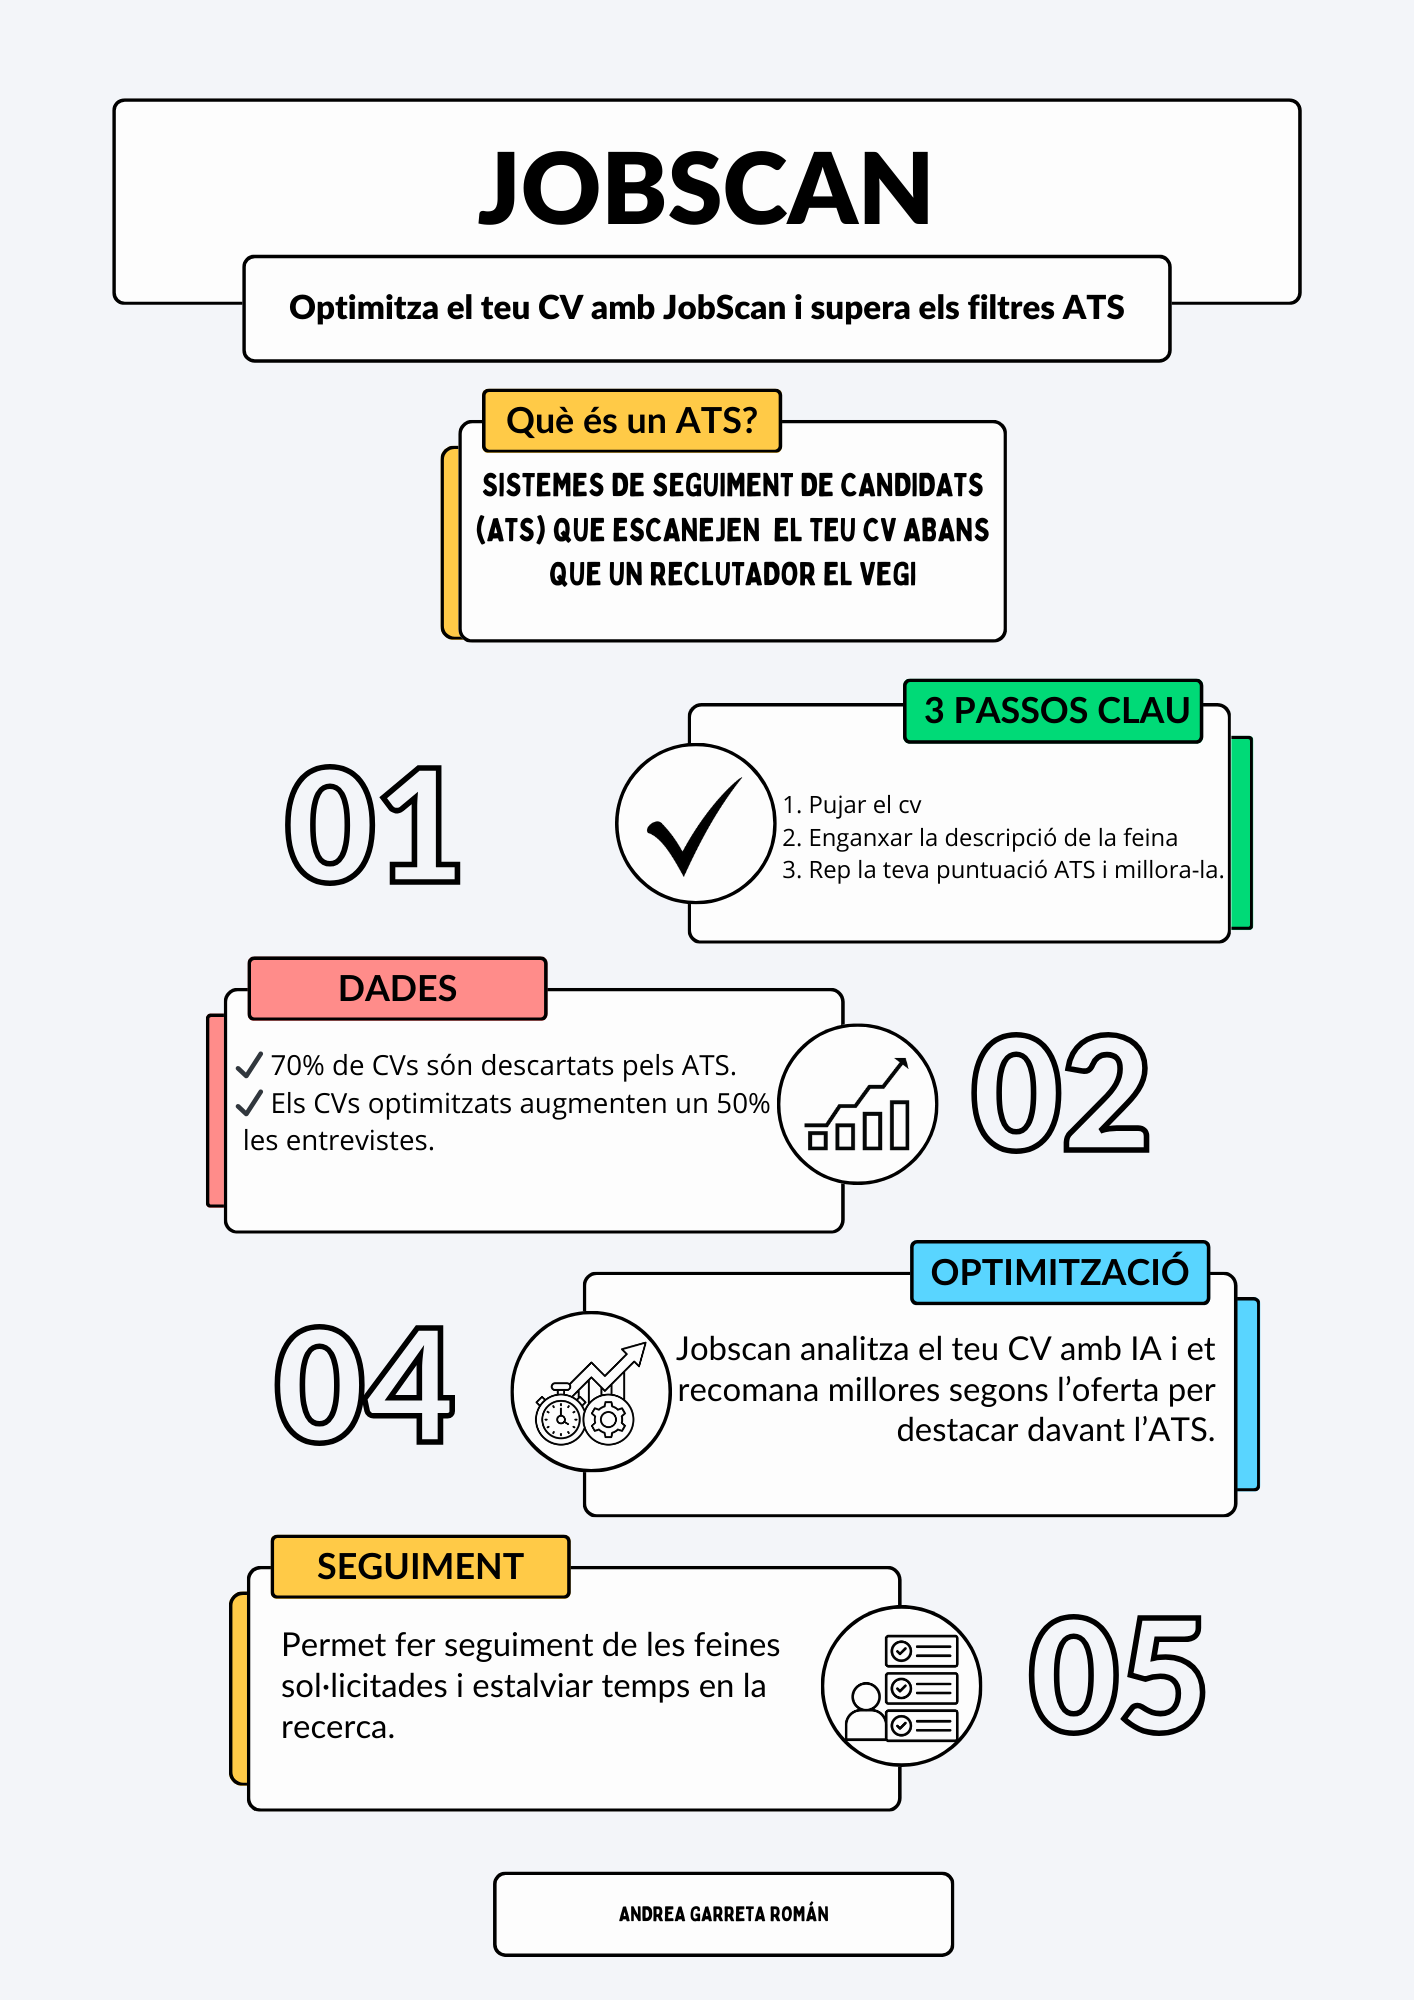 JOBSCAN
Optimitza el teu CV amb JobScan i supera els filtres ATS
Què és un ATS?
SISTEMES DE SEGUIMENT DE CANDIDATS
(ATS) QUE ESCANEJEN EL TEU CV ABANS
QUE UN RECLUTADOR EL VEGI
3 PASSOS CLAU
01
1. Pujar el cv
2. Enganxar la descripció de la feina
3. Rep la teva puntuació ATS i millora-la.
DADES
✓ 70% de CVs són descartats pels ATS.
✓ Els CVs optimitzats augmenten un 50%
les entrevistes.
02
OPTIMITZACIÓ
04
Jobscan analitza el teu CV amb IA i et
recomana millores segons l’oferta per
destacar davant l’ATS.
SEGUIMENT
Permet fer seguiment de les feines
sol·licitades i estalviar temps en la
recerca.
05
ANDREA GARRETA ROMÁN